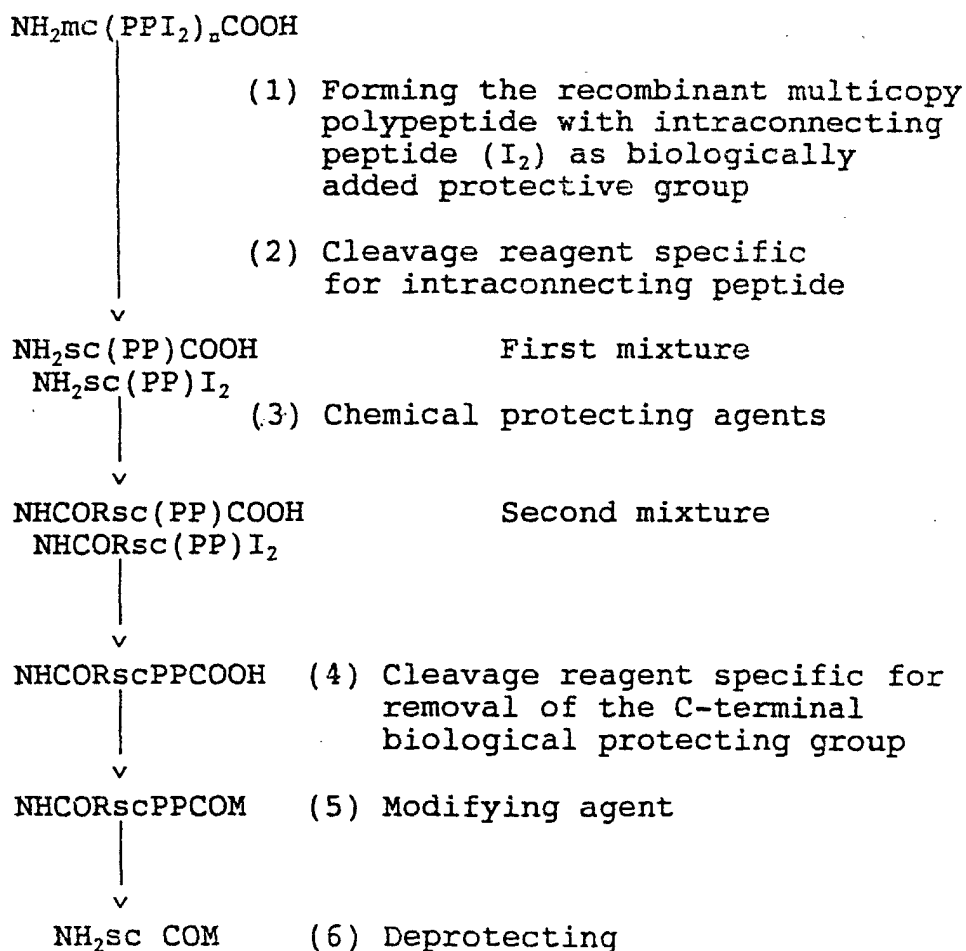 NH₂mc(PPI₂)ₙCOOH
(1) Forming the recombinant multicopy
polypeptide with intraconnecting
peptide (I₂) as biologically
added protective group
(2) Cleavage reagent specific
for intraconnecting peptide
NH₂sc(PP)COOH First mixture
NH₂sc(PP)I₂
(3) Chemical protecting agents
NHCORsc(PP)COOH Second mixture
NHCORsc(PP)I₂
NHCORscPPCOOH (4) Cleavage reagent specific for
removal of the C-terminal
biological protecting group
NHCORscPPCOM (5) Modifying agent
NH₂sc COM (6) Deprotecting